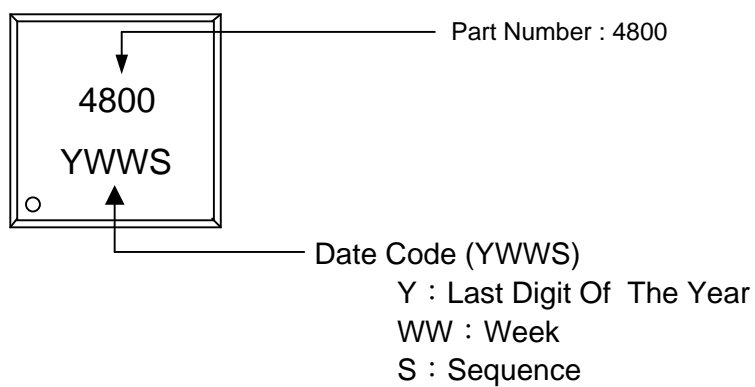 Part Number : 4800
4800
YWWS
Date Code (YWWS)
Y：Last Digit Of The Year
WW：Week
S：Sequence